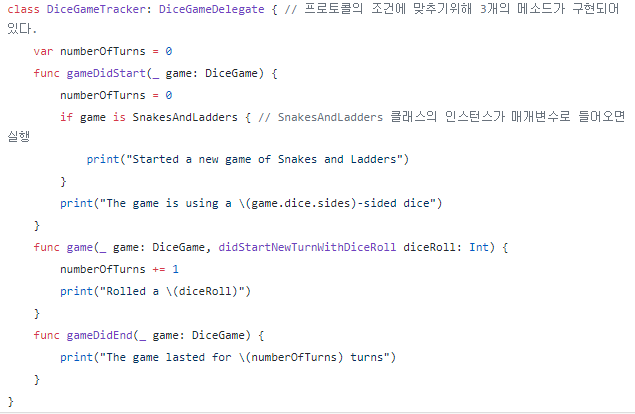 class DiceGameTracker: DiceGameDelegate { // 프로토콜의 조건에 맞추기위해 3개의 메소드가 구현되어
있다.
    var numberOfTurns = 0
    func gameDidStart(_ game: DiceGame) {
        numberOfTurns = 0
        if game is SnakesAndLadders { // SnakesAndLadders 클래스의 인스턴스가 매개변수로 들어오면
실행
            print("Started a new game of Snakes and Ladders")
        }
        print("The game is using a \(game.dice.sides)-sided dice")
    }
    func game(_ game: DiceGame, didStartNewTurnWithDiceRoll diceRoll: Int) {
        numberOfTurns += 1
        print("Rolled a \(diceRoll)")
    }
    func gameDidEnd(_ game: DiceGame) {
        print("The game lasted for \(numberOfTurns) turns")
    }
}